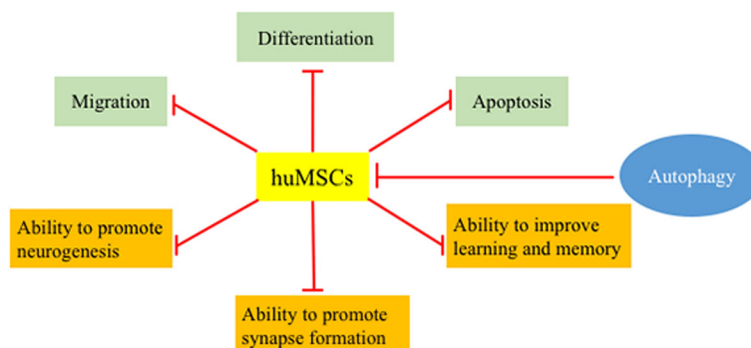 Differentiation
Migration
Apoptosis
huMSCs
Autophagy
Ability to promote
neurogenesis
Ability to improve
learning and memory
Ability to promote
synapse formation